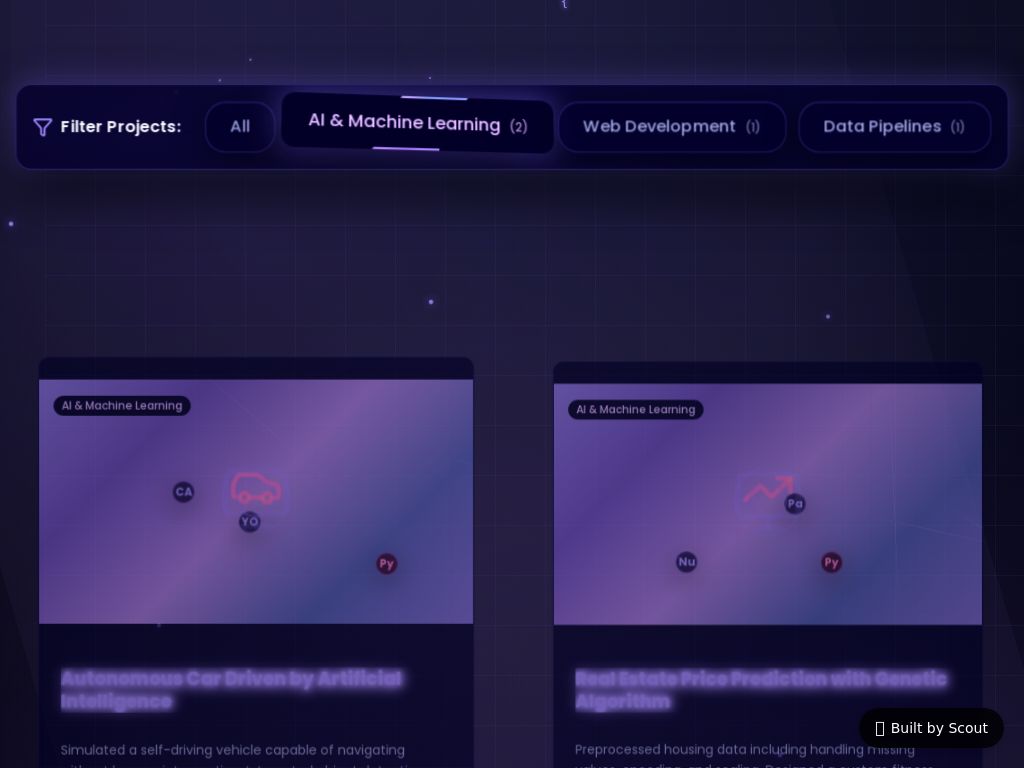 {
Filter Projects:
All
AI & Machine Learning (2)
Web Development (1)
Data Pipelines (1)
AI & Machine Learning
CA
YO
Py
AI & Machine Learning
Pa
Nu
Py
Autonomous Car Driven by Artificial
Intelligence
Simulated a self-driving vehicle capable of navigating
Real Estate Price Prediction with Genetic
Algorithm
Preprocessed housing data including handling missing
Built by Scout